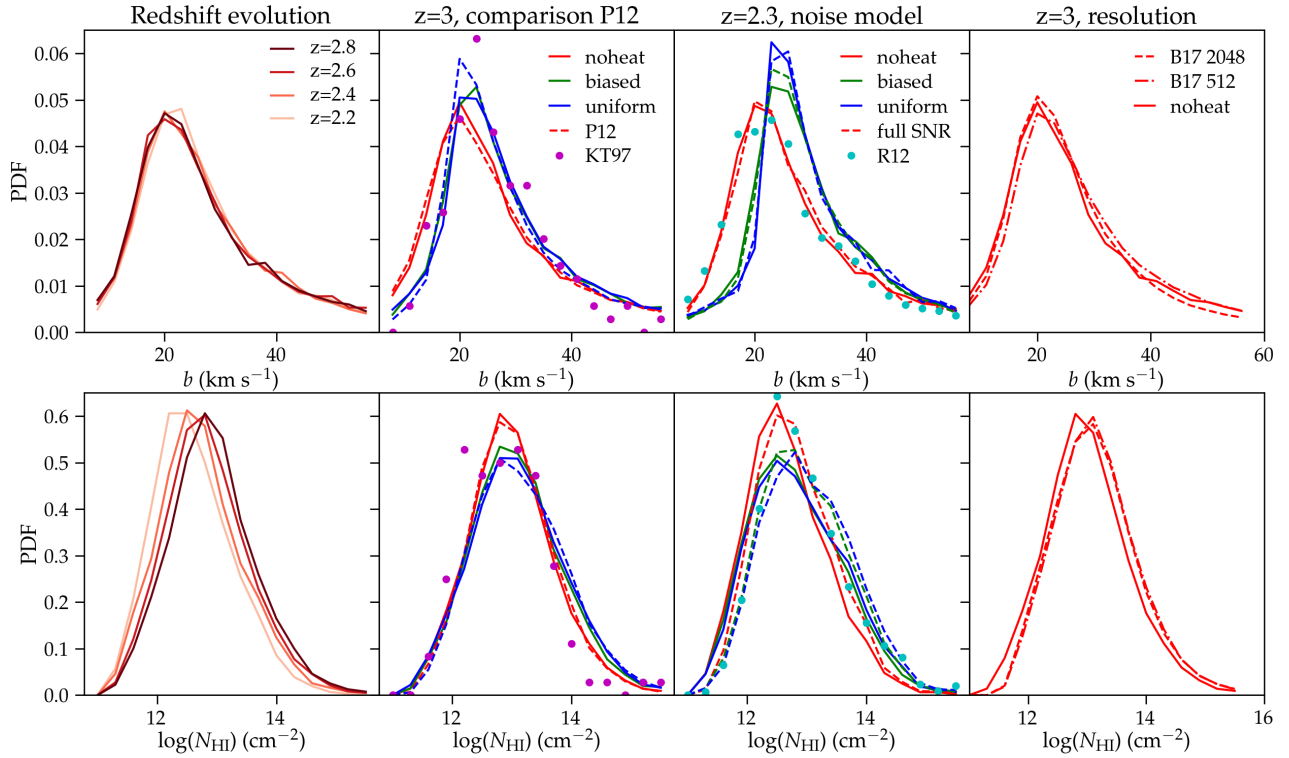 Redshift evolution
z=3, comparison P12
z=2.3, noise model
z=3, resolution
PDF
0.06
0.05
0.04
0.03
0.02
0.01
0.00
z=2.8
z=2.6
z=2.4
z=2.2
noheat
biased
uniform
P12
KT97
noheat
biased
uniform
full SNR
R12
B17 2048
B17 512
noheat
20 40
20 40
20 40
20 40 60
b (km s⁻¹)
b (km s⁻¹)
b (km s⁻¹)
b (km s⁻¹)
PDF
0.6
0.5
0.4
0.3
0.2
0.1
0.0
12 14
12 14
12 14
12 14 16
log(N_HI) (cm⁻²)
log(N_HI) (cm⁻²)
log(N_HI) (cm⁻²)
log(N_HI) (cm⁻²)